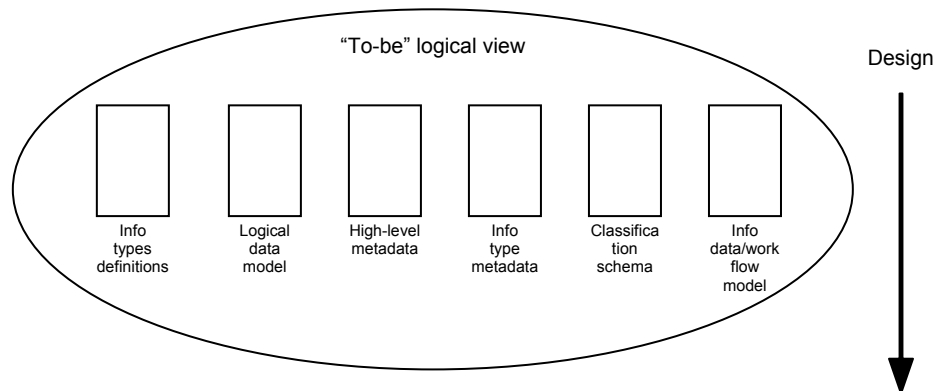 “To-be” logical view
Design
Info
types
definitions
Logical
data
model
High-level
metadata
Info
type
metadata
Classifica
tion
schema
Info
data/work
flow
model